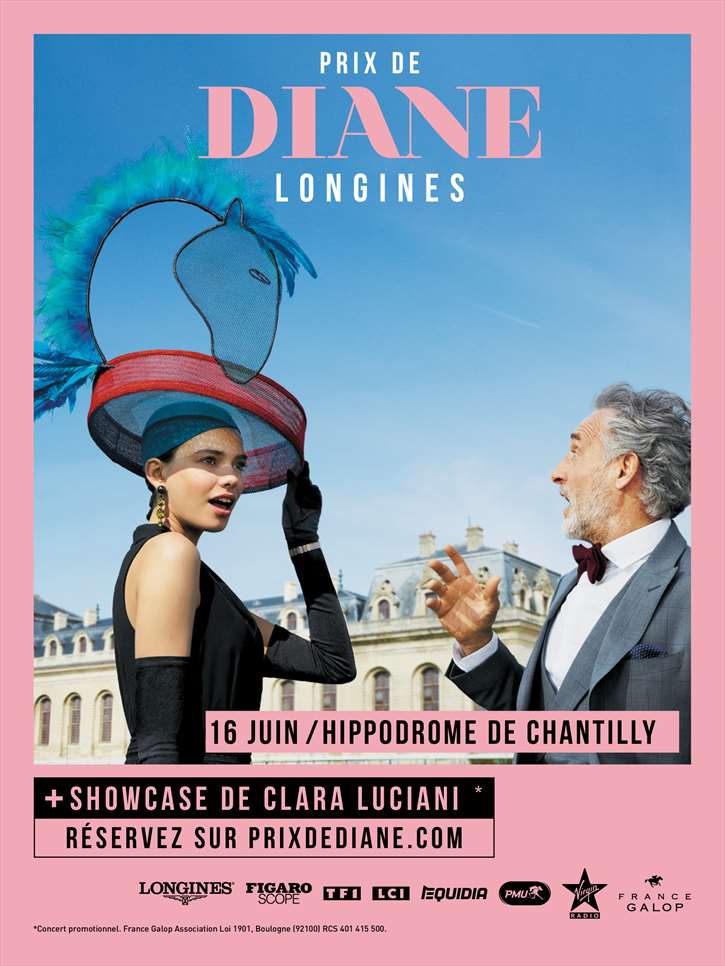 PRIX DE
DIANE
LONGINES
16 JUIN / HIPPODROME DE CHANTILLY
+ SHOWCASE DE CLARA LUCIANI *
RÉSERVEZ SUR PRIXDEDIANE.COM
LONGINES FIGARO SCOPE TF1 LCI EQUIDIA PMU Virgin RADIO FRANCE GALOP
*Concert promotionnel. France Galop Association Loi 1901, Boulogne (92100) RCS 401 415 500.